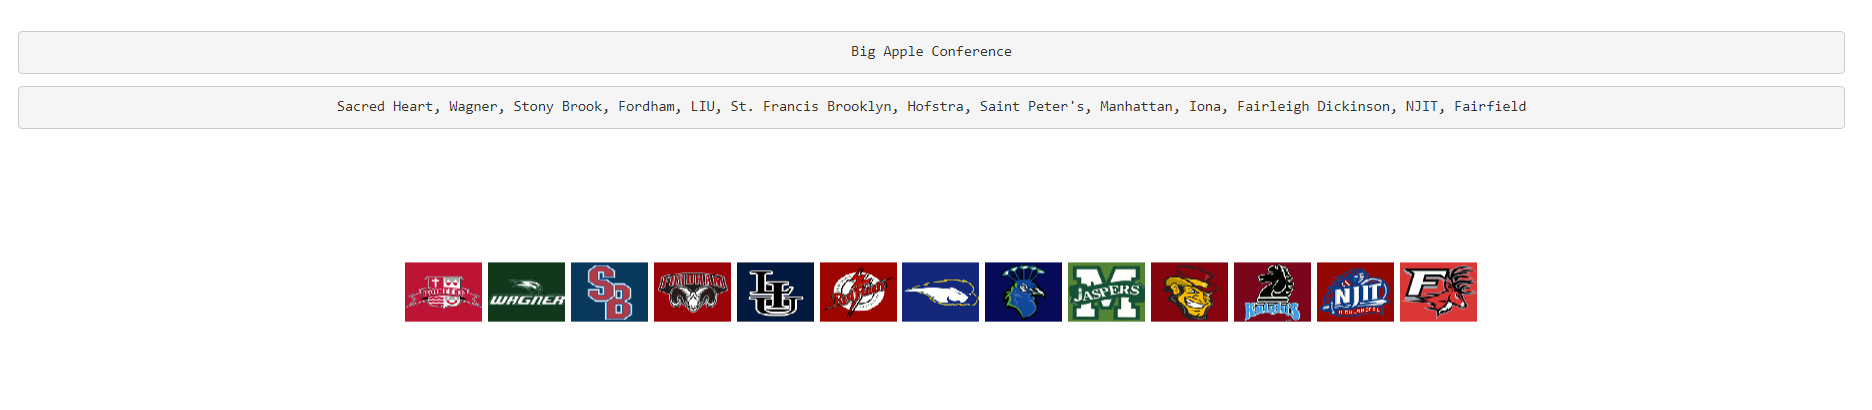 Big Apple Conference
Sacred Heart, Wagner, Stony Brook, Fordham, LIU, St. Francis Brooklyn, Hofstra, Saint Peter's, Manhattan, Iona, Fairleigh Dickinson, NJIT, Fairfield
WAGNER SB FORDHAM LIU M JASPERS KNIGHTS NJIT HIGHLANDERS F